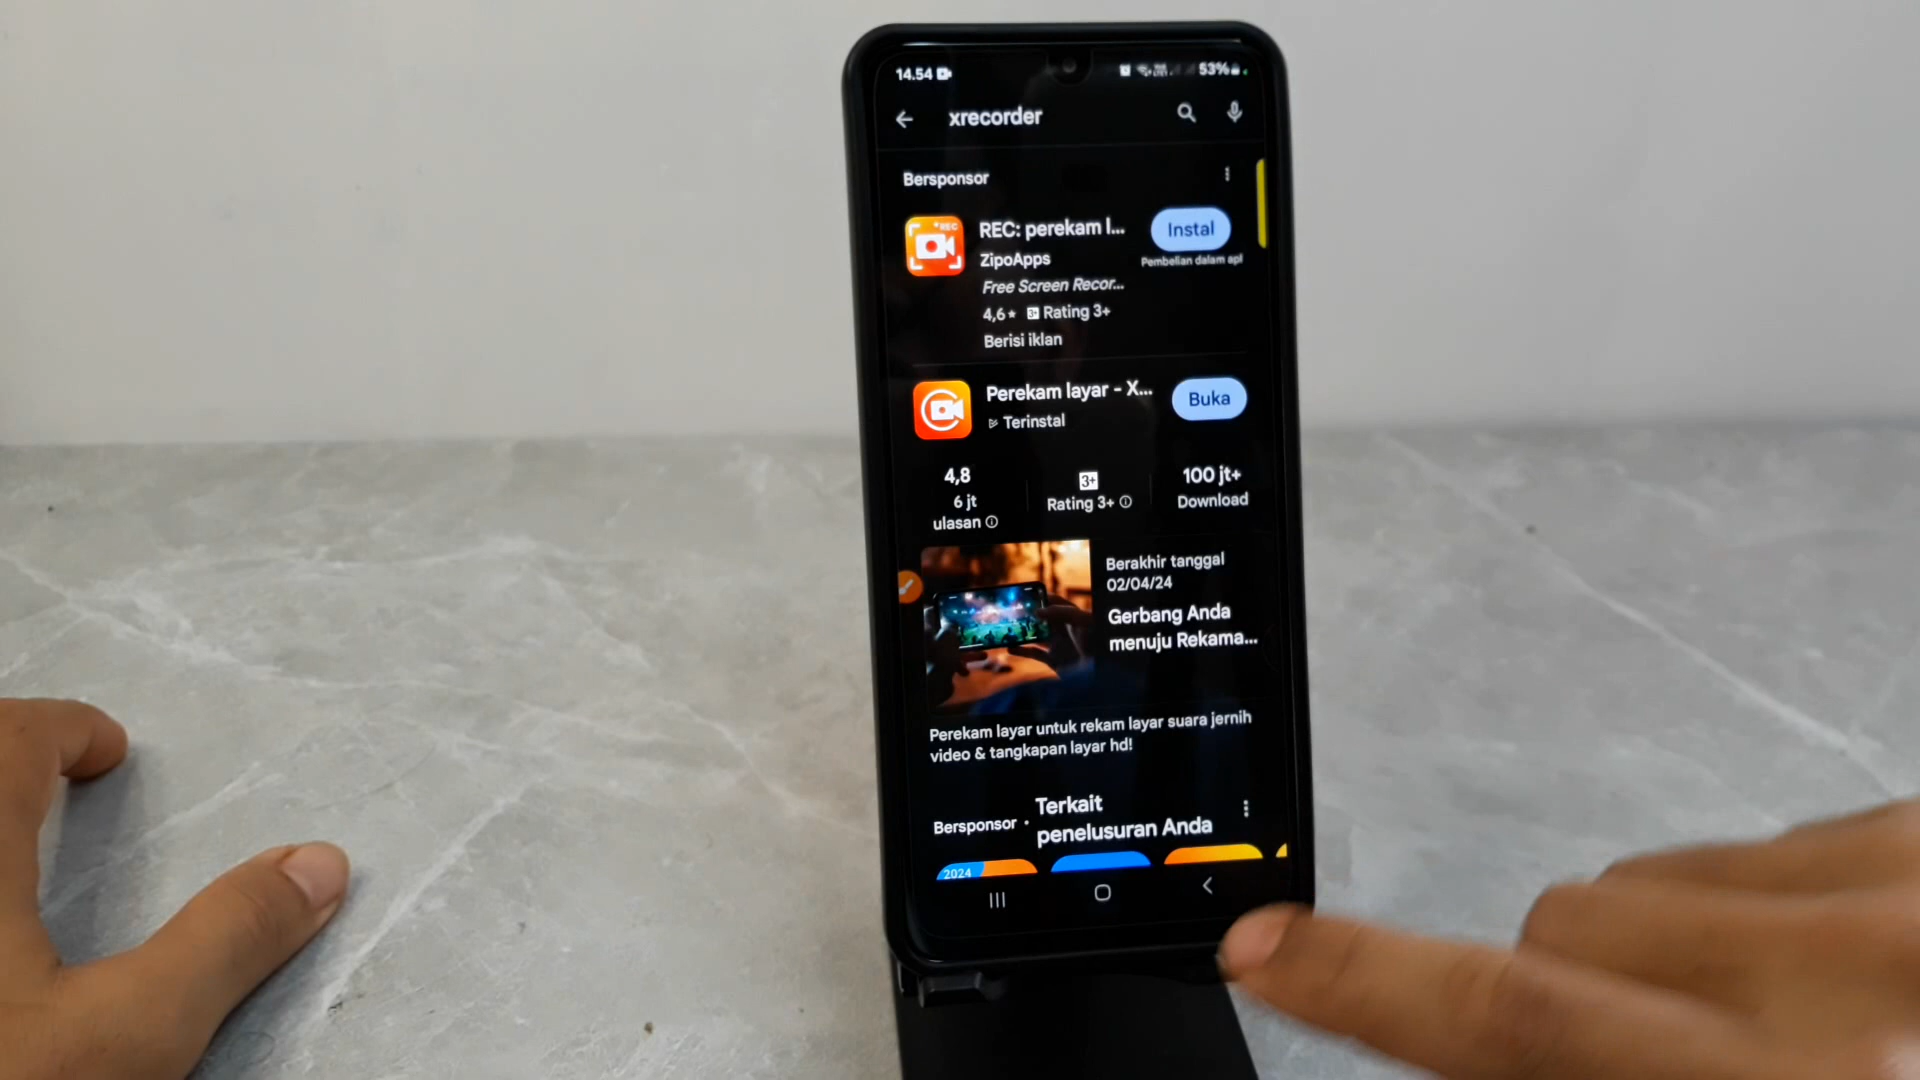 14.54
53%
xrecorder
Bersponsor
REC
REC: perekam l...
Instal
ZipoApps
Pembelian dalam apl
Free Screen Recor...
4,6★ 3+ Rating 3+
Berisi iklan
Perekam layar - X...
Buka
Terinstal
4,8
6 jt
ulasan
3+
Rating 3+
100 jt+
Download
Berakhir tanggal
02/04/24
Gerbang Anda
menuju Rekama...
Perekam layar untuk rekam layar suara jernih
video & tangkapan layar hd!
Bersponsor •
Terkait
penelusuran Anda
2024